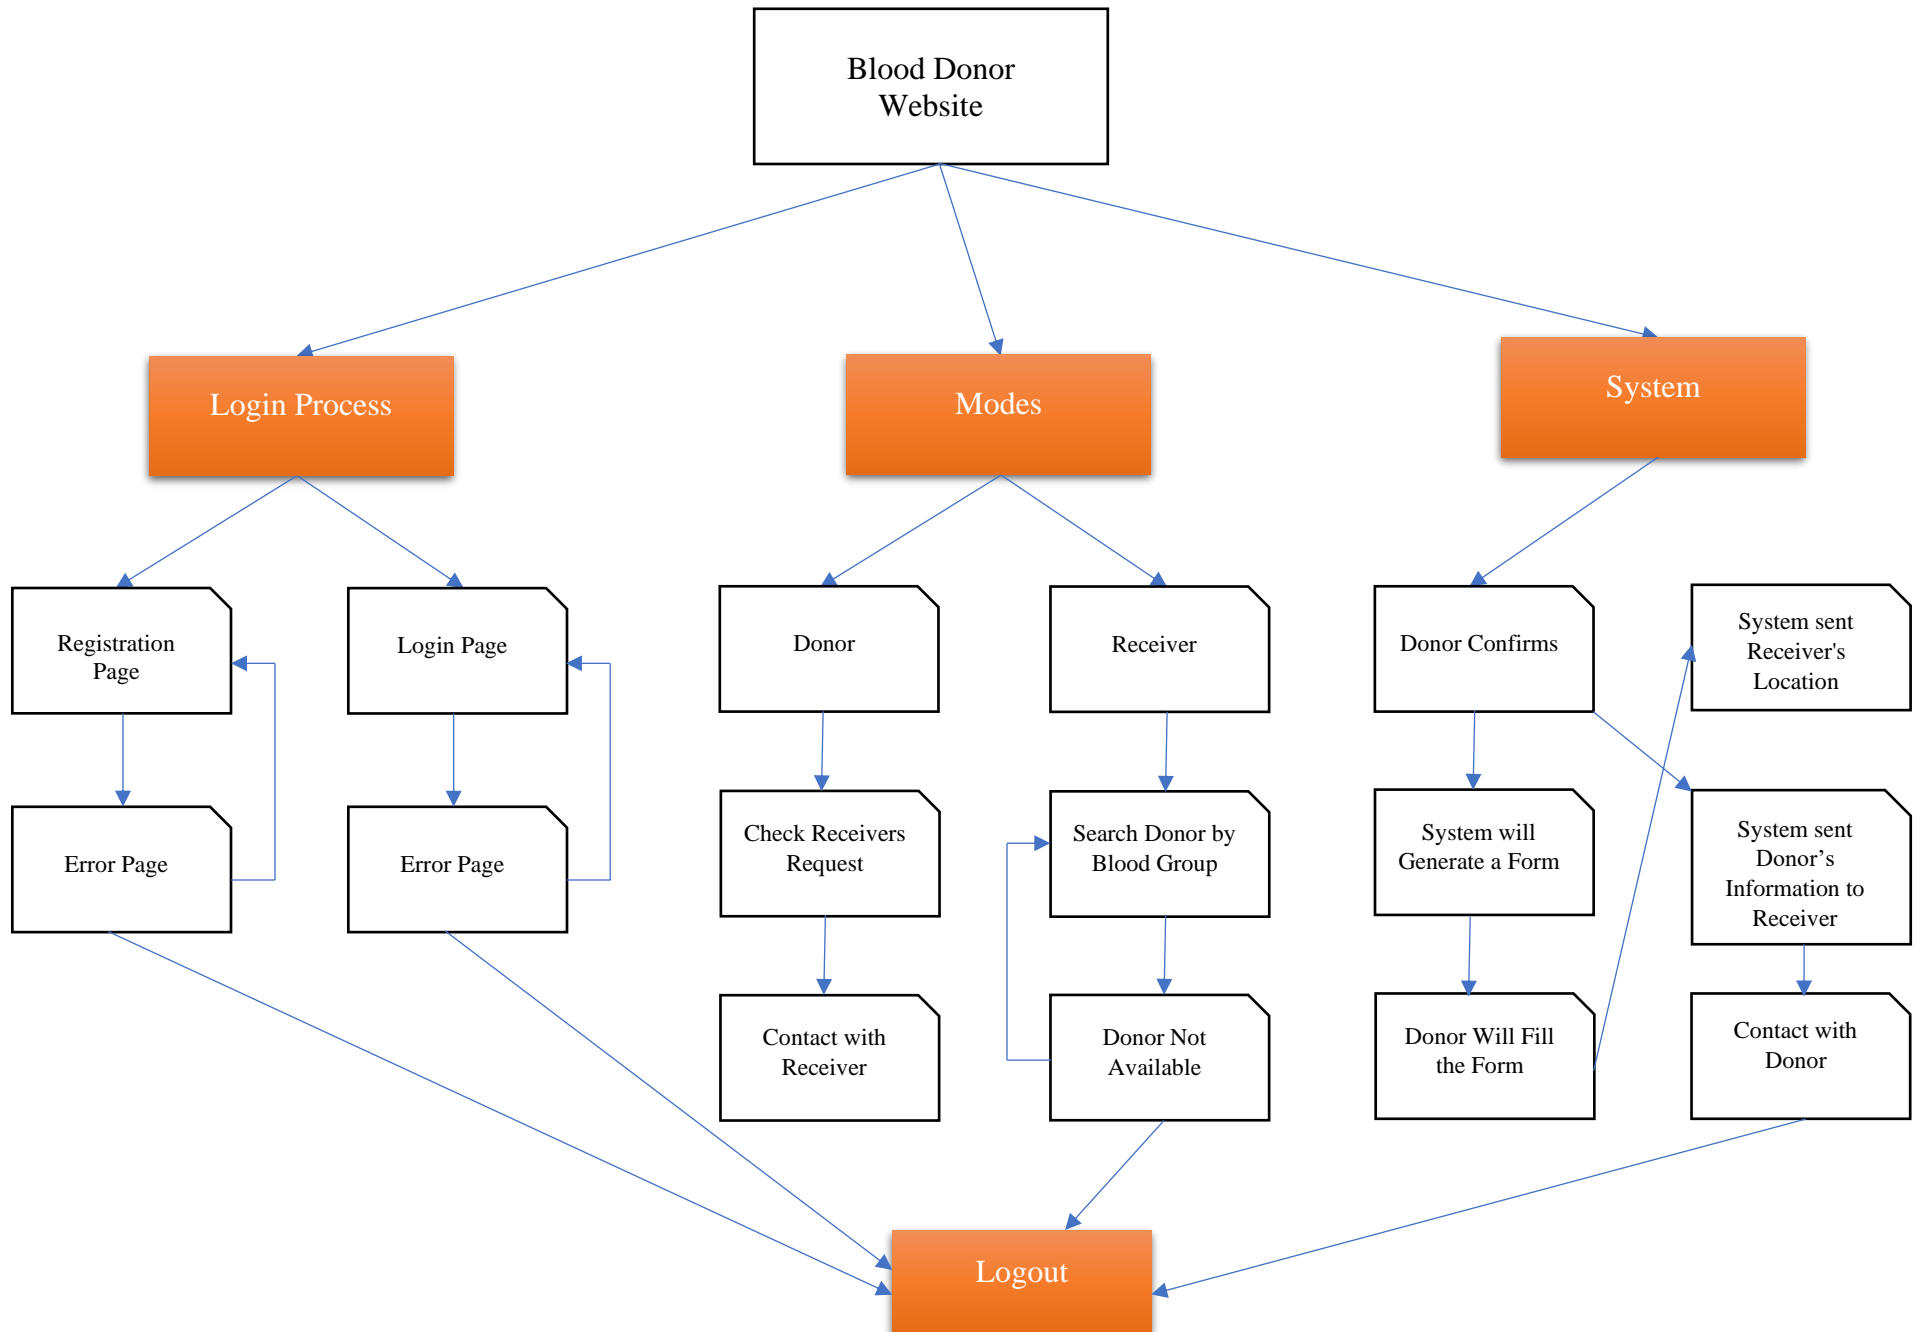 Blood Donor
Website
Login Process
Modes
System
Registration
Page
Login Page
Donor
Receiver
Donor Confirms
System sent
Receiver's
Location
Error Page
Error Page
Check Receivers
Request
Search Donor by
Blood Group
System will
Generate a Form
System sent
Donor’s
Information to
Receiver
Contact with
Receiver
Donor Not
Available
Donor Will Fill
the Form
Contact with
Donor
Logout